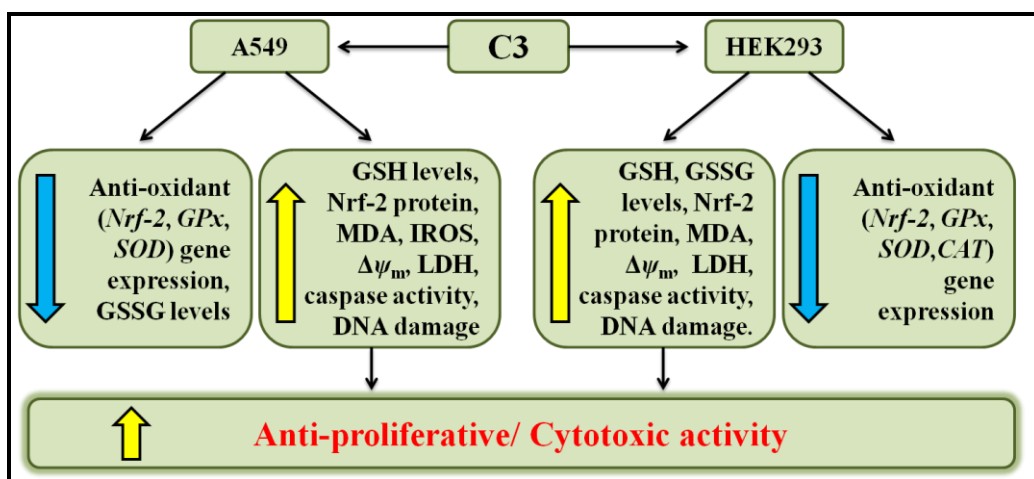 A549
C3
HEK293
Anti-oxidant
(Nrf-2, GPx,
SOD) gene
expression,
GSSG levels
GSH levels,
Nrf-2 protein,
MDA, IROS,
Δψm, LDH,
caspase activity,
DNA damage
GSH, GSSG
levels, Nrf-2
protein, MDA,
Δψm, LDH,
caspase activity,
DNA damage.
Anti-oxidant
(Nrf-2, GPx,
SOD,CAT)
gene
expression
Anti-proliferative/ Cytotoxic activity